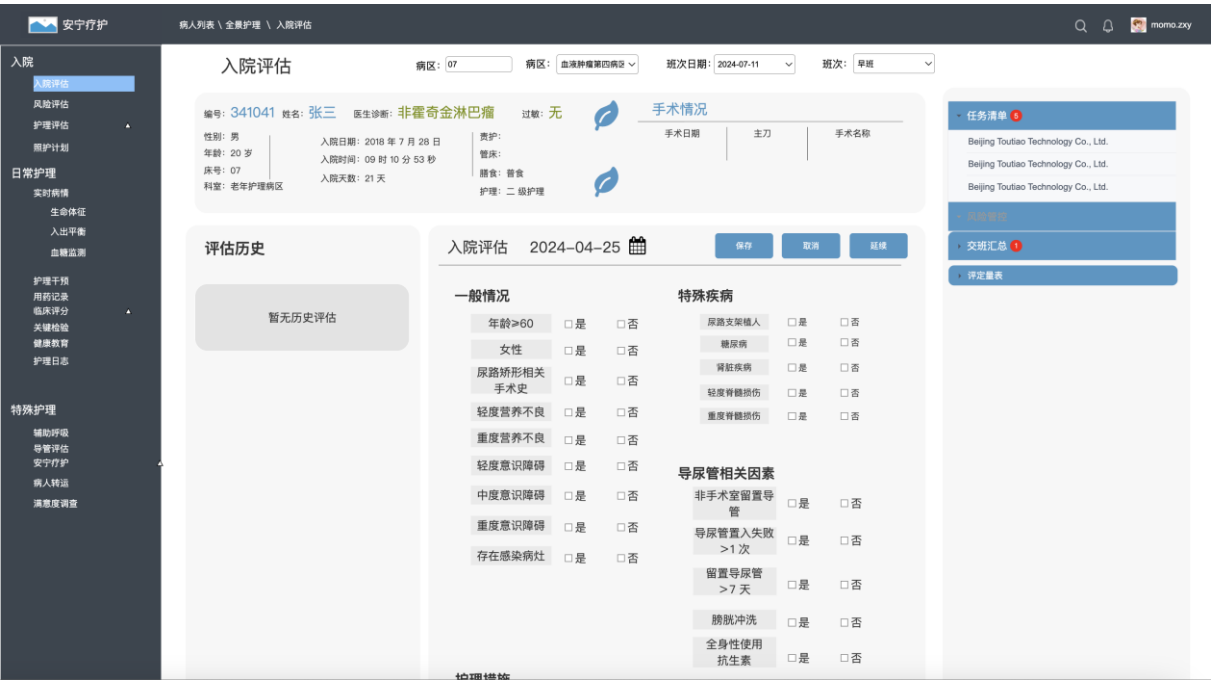 安宁疗护
病人列表 \ 全景护理 \ 入院评估
momo.zxy
入院
入院评估
风险评估
护理评估
照护计划
日常护理
实时病情
生命体征
入出平衡
血糖监测
护理干预
用药记录
临床评分
关键检验
健康教育
护理日志
特殊护理
辅助呼吸
导管评估
安宁疗护
病人转运
满意度调查
入院评估
病区： 07
病区： 血液肿瘤第四病区
班次日期： 2024-07-11
班次： 早班
编号：341041 姓名：张三 医生诊断：非霍奇金淋巴瘤 过敏：无
性别：男
年龄：20 岁
床号：07
科室：老年护理病区
入院日期：2018 年 7 月 28 日
入院时间：09 时 10 分 53 秒
入院天数：21 天
责护：
管床：
膳食：普食
护理：二 级护理
手术情况
手术日期 主刀 手术名称
任务清单 5
Beijing Toutiao Technology Co., Ltd.
Beijing Toutiao Technology Co., Ltd.
Beijing Toutiao Technology Co., Ltd.
风险管控
交班汇总 1
评定量表
评估历史
暂无历史评估
入院评估 2024–04–25
保存 取消 延续
一般情况
年龄≥60 □是 □否
女性 □是 □否
尿路矫形相关
手术史 □是 □否
轻度营养不良 □是 □否
重度营养不良 □是 □否
轻度意识障碍 □是 □否
中度意识障碍 □是 □否
重度意识障碍 □是 □否
存在感染病灶 □是 □否
护理措施
特殊疾病
尿路支架植人 □是 □否
糖尿病 □是 □否
肾脏疾病 □是 □否
轻度脊髓损伤 □是 □否
重度脊髓损伤 □是 □否
导尿管相关因素
非手术室留置导
管 □是 □否
导尿管置入失败
>1 次 □是 □否
留置导尿管
>7 天 □是 □否
膀胱冲洗 □是 □否
全身性使用
抗生素 □是 □否